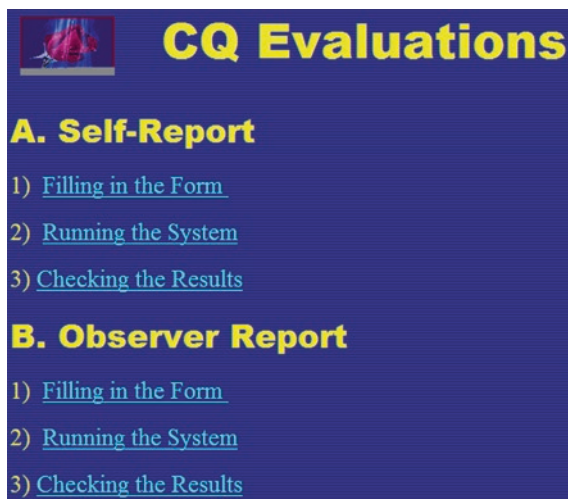 CQ Evaluations
A. Self-Report
1) Filling in the Form
2) Running the System
3) Checking the Results
B. Observer Report
1) Filling in the Form
2) Running the System
3) Checking the Results